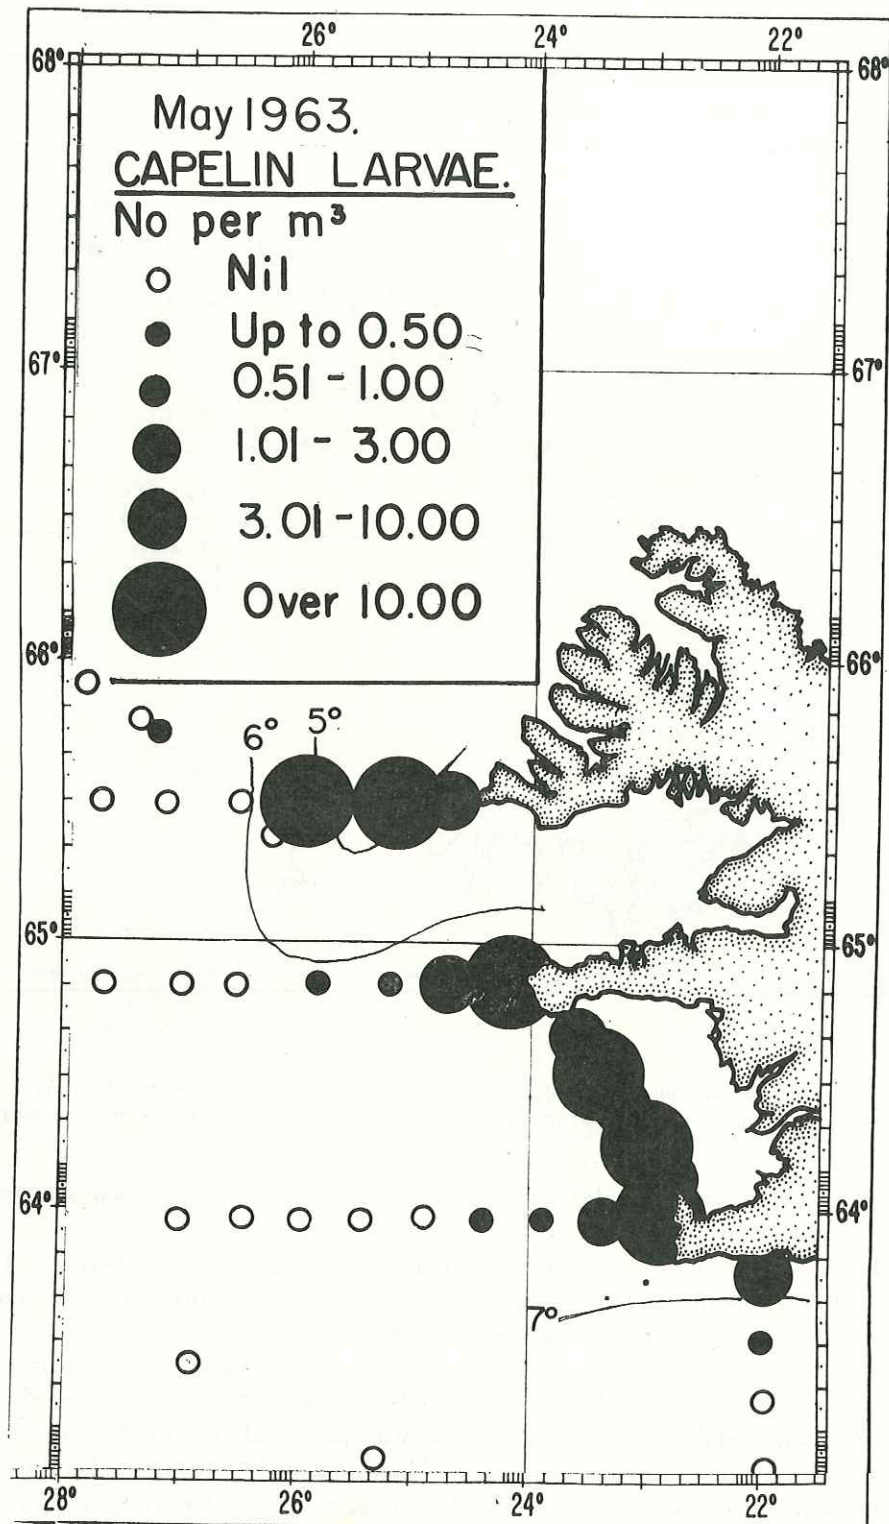 26° 24° 22°
68° 68°
May 1963.
CAPELIN LARVAE.
No per m³
Nil
Up to 0.50
0.51 - 1.00
1.01 - 3.00
3.01 - 10.00
Over 10.00
67° 67°
66° 66°
6° 5°
65° 65°
64° 64°
7°
28° 26° 24° 22°